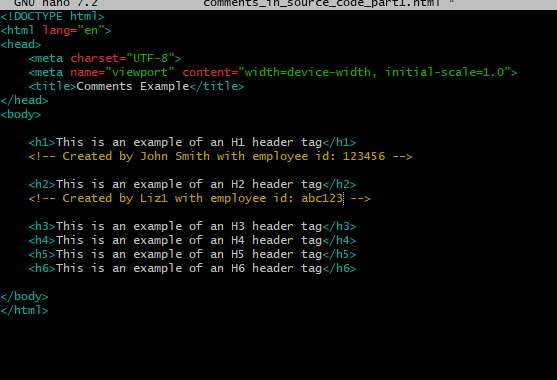 GNU nano 7.2 comments_in_source_code_part1.html *
<!DOCTYPE html>
<html lang="en">
<head>
    <meta charset="UTF-8">
    <meta name="viewport" content="width=device-width, initial-scale=1.0">
    <title>Comments Example</title>
</head>
<body>

    <h1>This is an example of an H1 header tag</h1>
    <!-- Created by John Smith with employee id: 123456 -->

    <h2>This is an example of an H2 header tag</h2>
    <!-- Created by Liz1 with employee id: abc123 -->

    <h3>This is an example of an H3 header tag</h3>
    <h4>This is an example of an H4 header tag</h4>
    <h5>This is an example of an H5 header tag</h5>
    <h6>This is an example of an H6 header tag</h6>

</body>
</html>